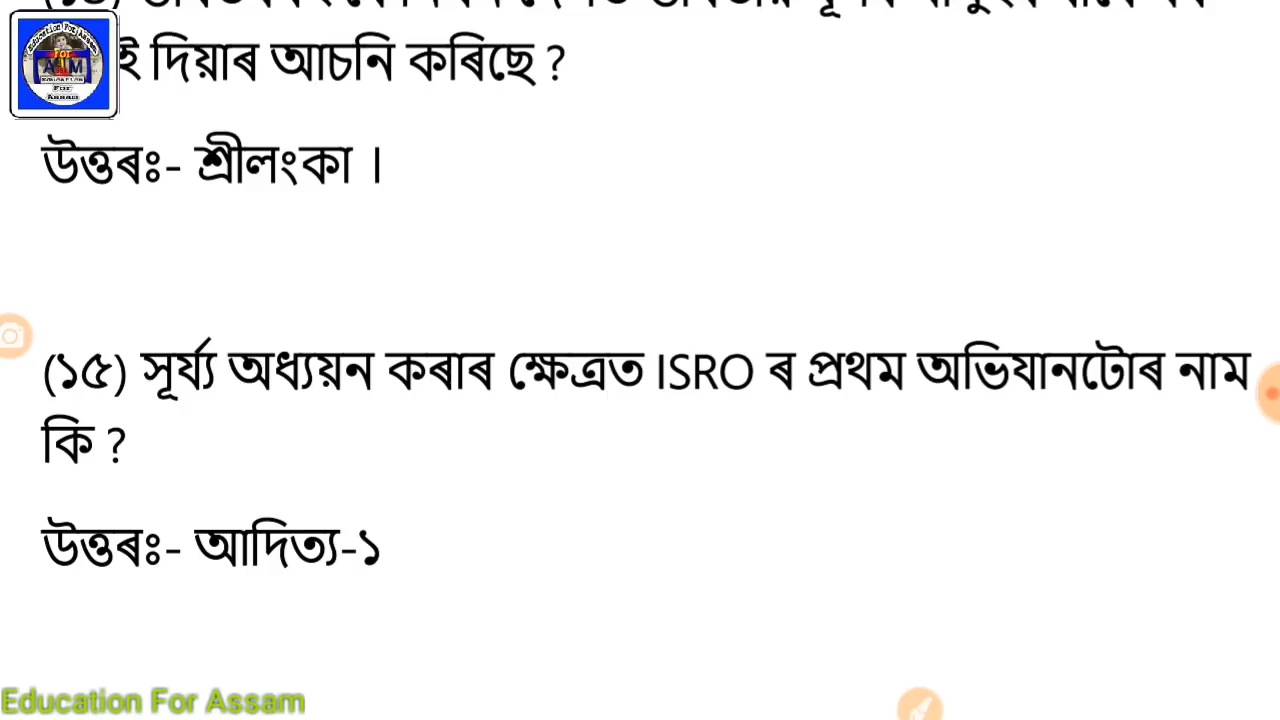 ই দিয়াৰ আচনি কৰিছে ?
উত্তৰঃ- শ্ৰীলংকা ।
(১৫) সূৰ্য্য অধ্যয়ন কৰাৰ ক্ষেত্ৰত ISRO ৰ প্ৰথম অভিযানটোৰ নাম
কি ?
উত্তৰঃ- আদিত্য-১
Education For Assam